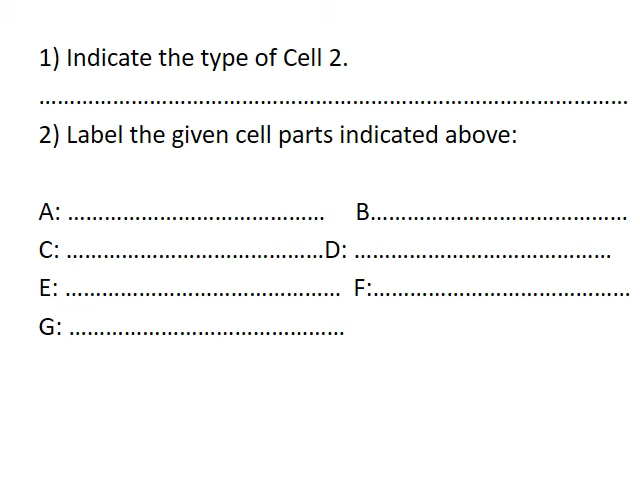 1) Indicate the type of Cell 2.
……………………………………………………………………………………
2) Label the given cell parts indicated above:
A: …………………………………… B……………………………………
C: ……………………………………D: ……………………………………
E: ……………………………………… F:……………………………………
G: ………………………………………